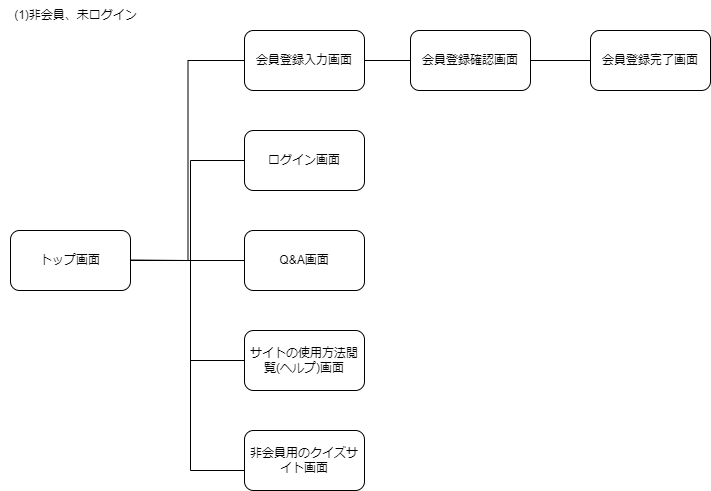 (1)非会員、未ログイン
会員登録入力画面
会員登録確認画面
会員登録完了画面
ログイン画面
トップ画面
Q&A画面
サイトの使用方法閲
覧(ヘルプ)画面
非会員用のクイズサ
イト画面